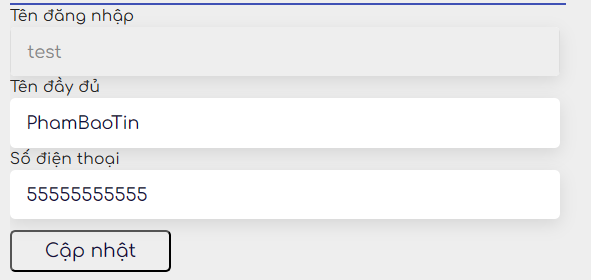 Tên đăng nhập
test
Tên đầy đủ
PhamBaoTin
Số điện thoại
55555555555
Cập nhật